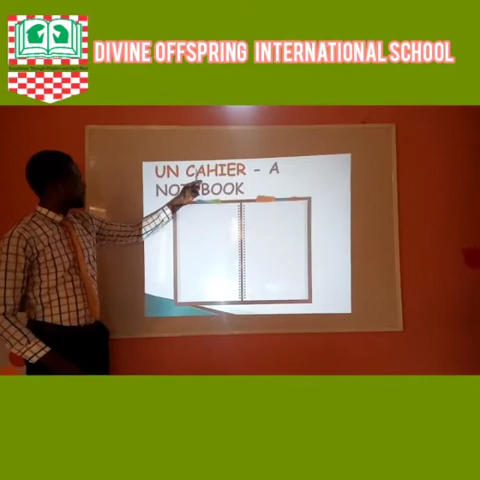 DIVINE OFFSPRING INTERNATIONAL SCHOOL
UN CAHIER - A
NOTEBOOK